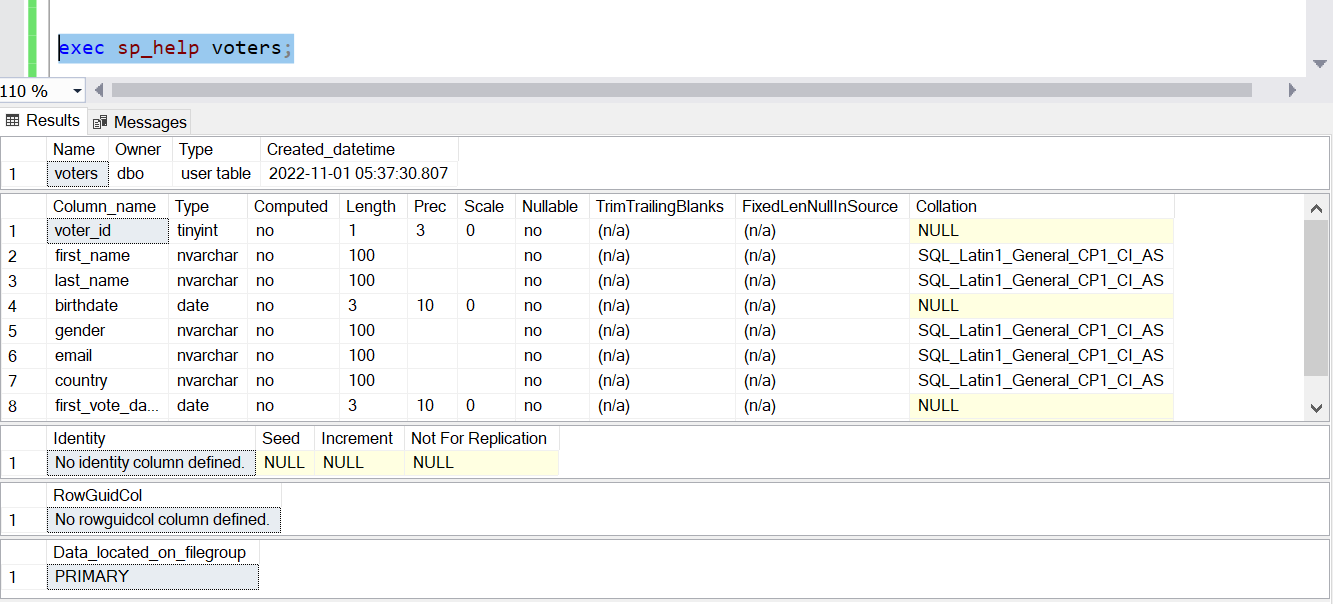 exec sp_help voters;
110 %
Results Messages
Name Owner Type Created_datetime
1 voters dbo user table 2022-11-01 05:37:30.807
Column_name Type Computed Length Prec Scale Nullable TrimTrailingBlanks FixedLenNullInSource Collation
1 voter_id tinyint no 1 3 0 no (n/a) (n/a) NULL
2 first_name nvarchar no 100 no (n/a) (n/a) SQL_Latin1_General_CP1_CI_AS
3 last_name nvarchar no 100 no (n/a) (n/a) SQL_Latin1_General_CP1_CI_AS
4 birthdate date no 3 10 0 no (n/a) (n/a) NULL
5 gender nvarchar no 100 no (n/a) (n/a) SQL_Latin1_General_CP1_CI_AS
6 email nvarchar no 100 no (n/a) (n/a) SQL_Latin1_General_CP1_CI_AS
7 country nvarchar no 100 no (n/a) (n/a) SQL_Latin1_General_CP1_CI_AS
8 first_vote_da... date no 3 10 0 no (n/a) (n/a) NULL
Identity Seed Increment Not For Replication
1 No identity column defined. NULL NULL NULL
RowGuidCol
1 No rowguidcol column defined.
Data_located_on_filegroup
1 PRIMARY